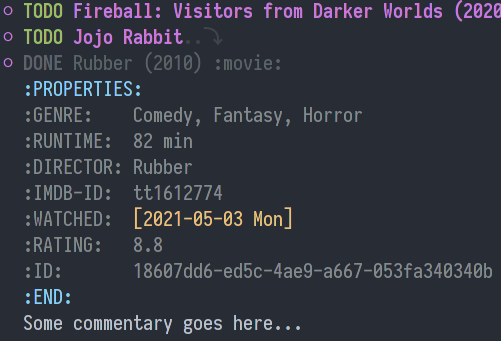 TODO Fireball: Visitors from Darker Worlds (2020
TODO Jojo Rabbit...
DONE Rubber (2010) :movie:
:PROPERTIES:
:GENRE: Comedy, Fantasy, Horror
:RUNTIME: 82 min
:DIRECTOR: Rubber
:IMDB-ID: tt1612774
:WATCHED: [2021-05-03 Mon]
:RATING: 8.8
:ID: 18607dd6-ed5c-4ae9-a667-053fa340340b
:END:
Some commentary goes here...